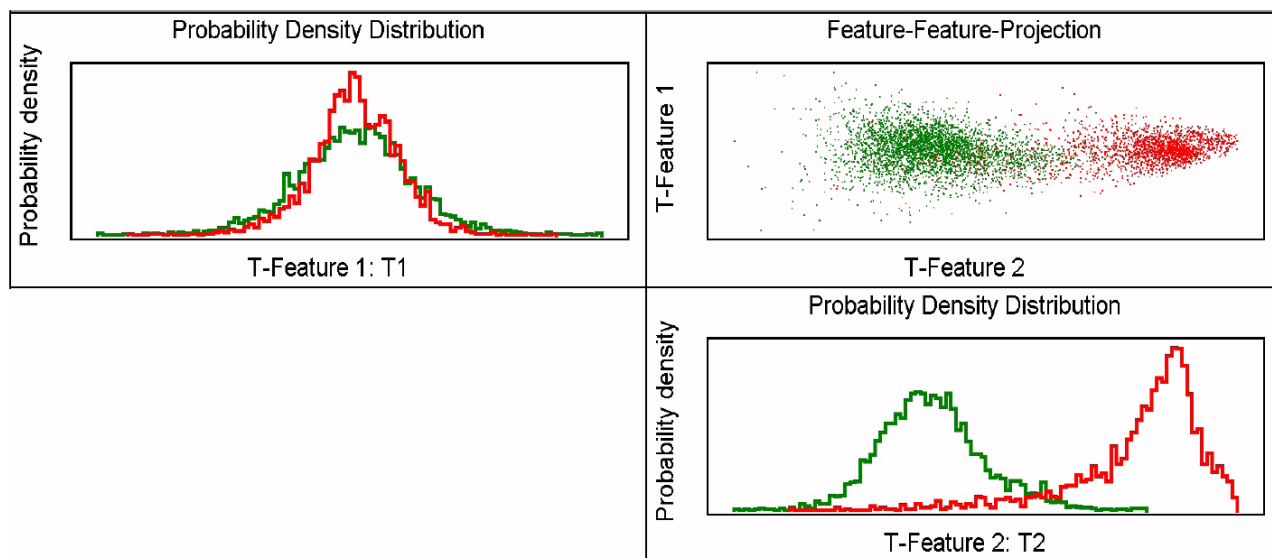 Probability Density Distribution
Probability density
T-Feature 1: T1
Feature-Feature-Projection
T-Feature 1
T-Feature 2
Probability Density Distribution
Probability density
T-Feature 2: T2